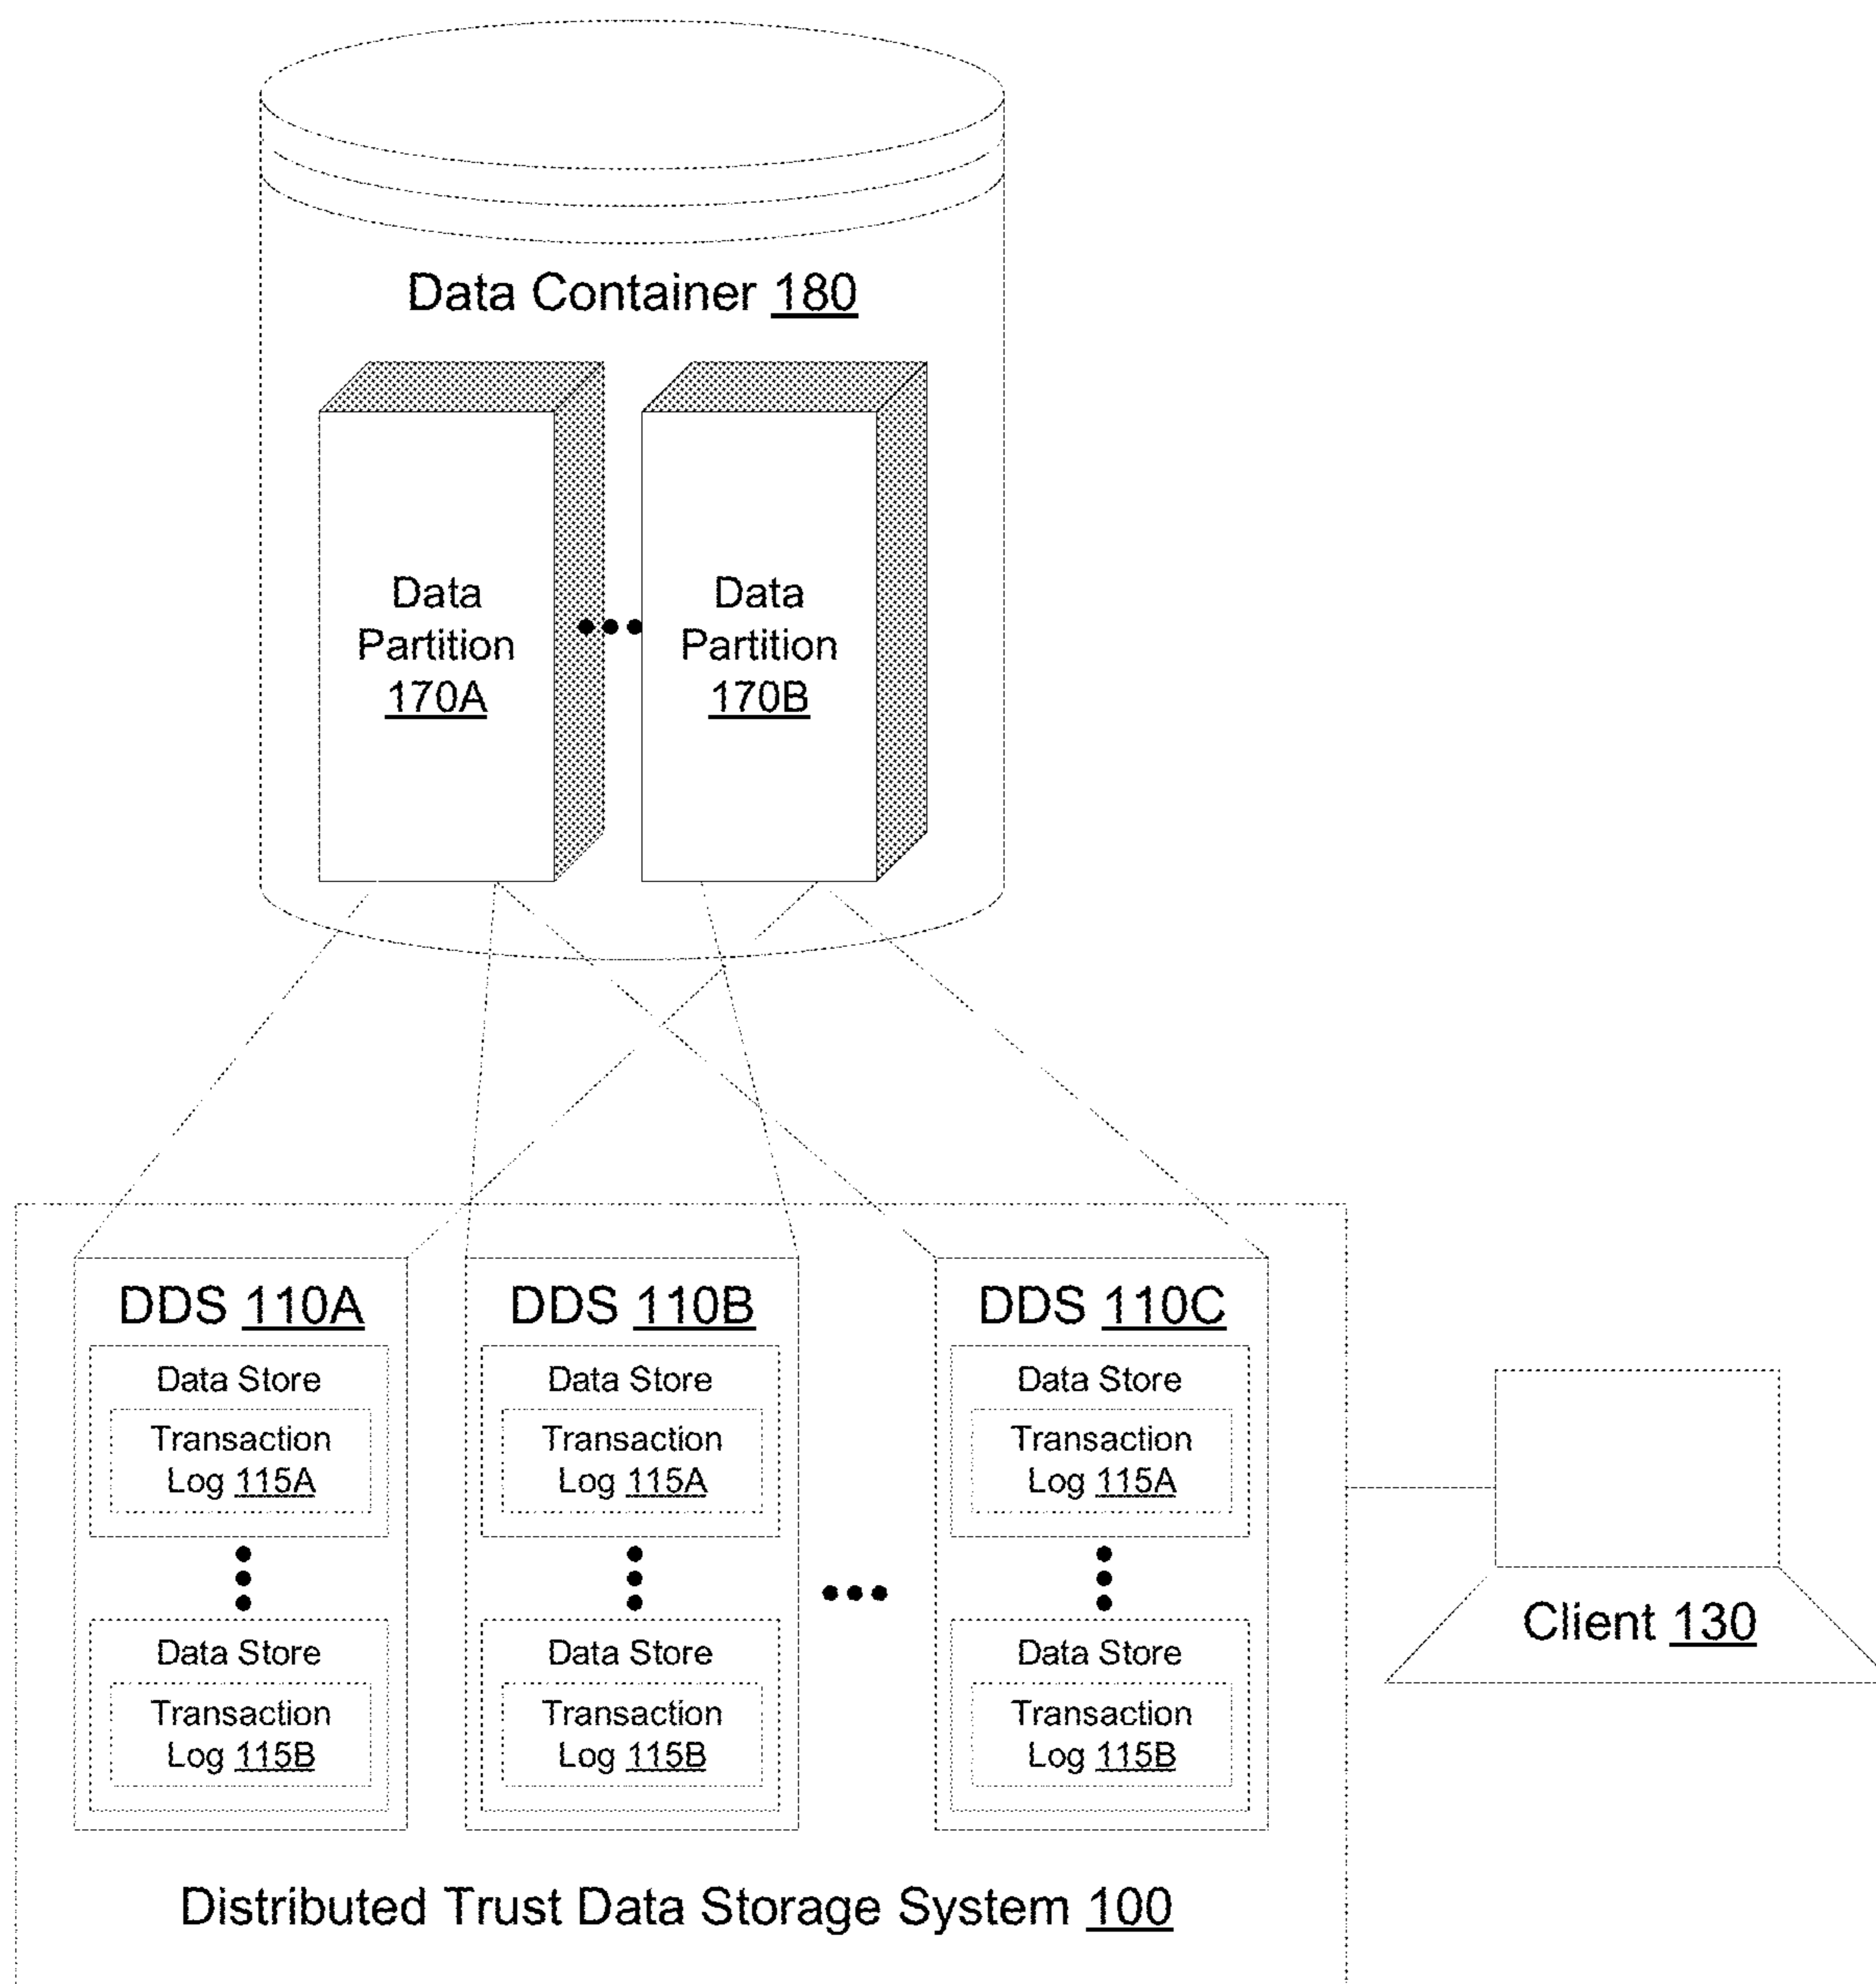 Data Container 180
Data
Partition
170A
Data
Partition
170B
DDS 110A
Data Store
Transaction
Log 115A
Data Store
Transaction
Log 115B
DDS 110B
Data Store
Transaction
Log 115A
Data Store
Transaction
Log 115B
DDS 110C
Data Store
Transaction
Log 115A
Data Store
Transaction
Log 115B
Client 130
Distributed Trust Data Storage System 100